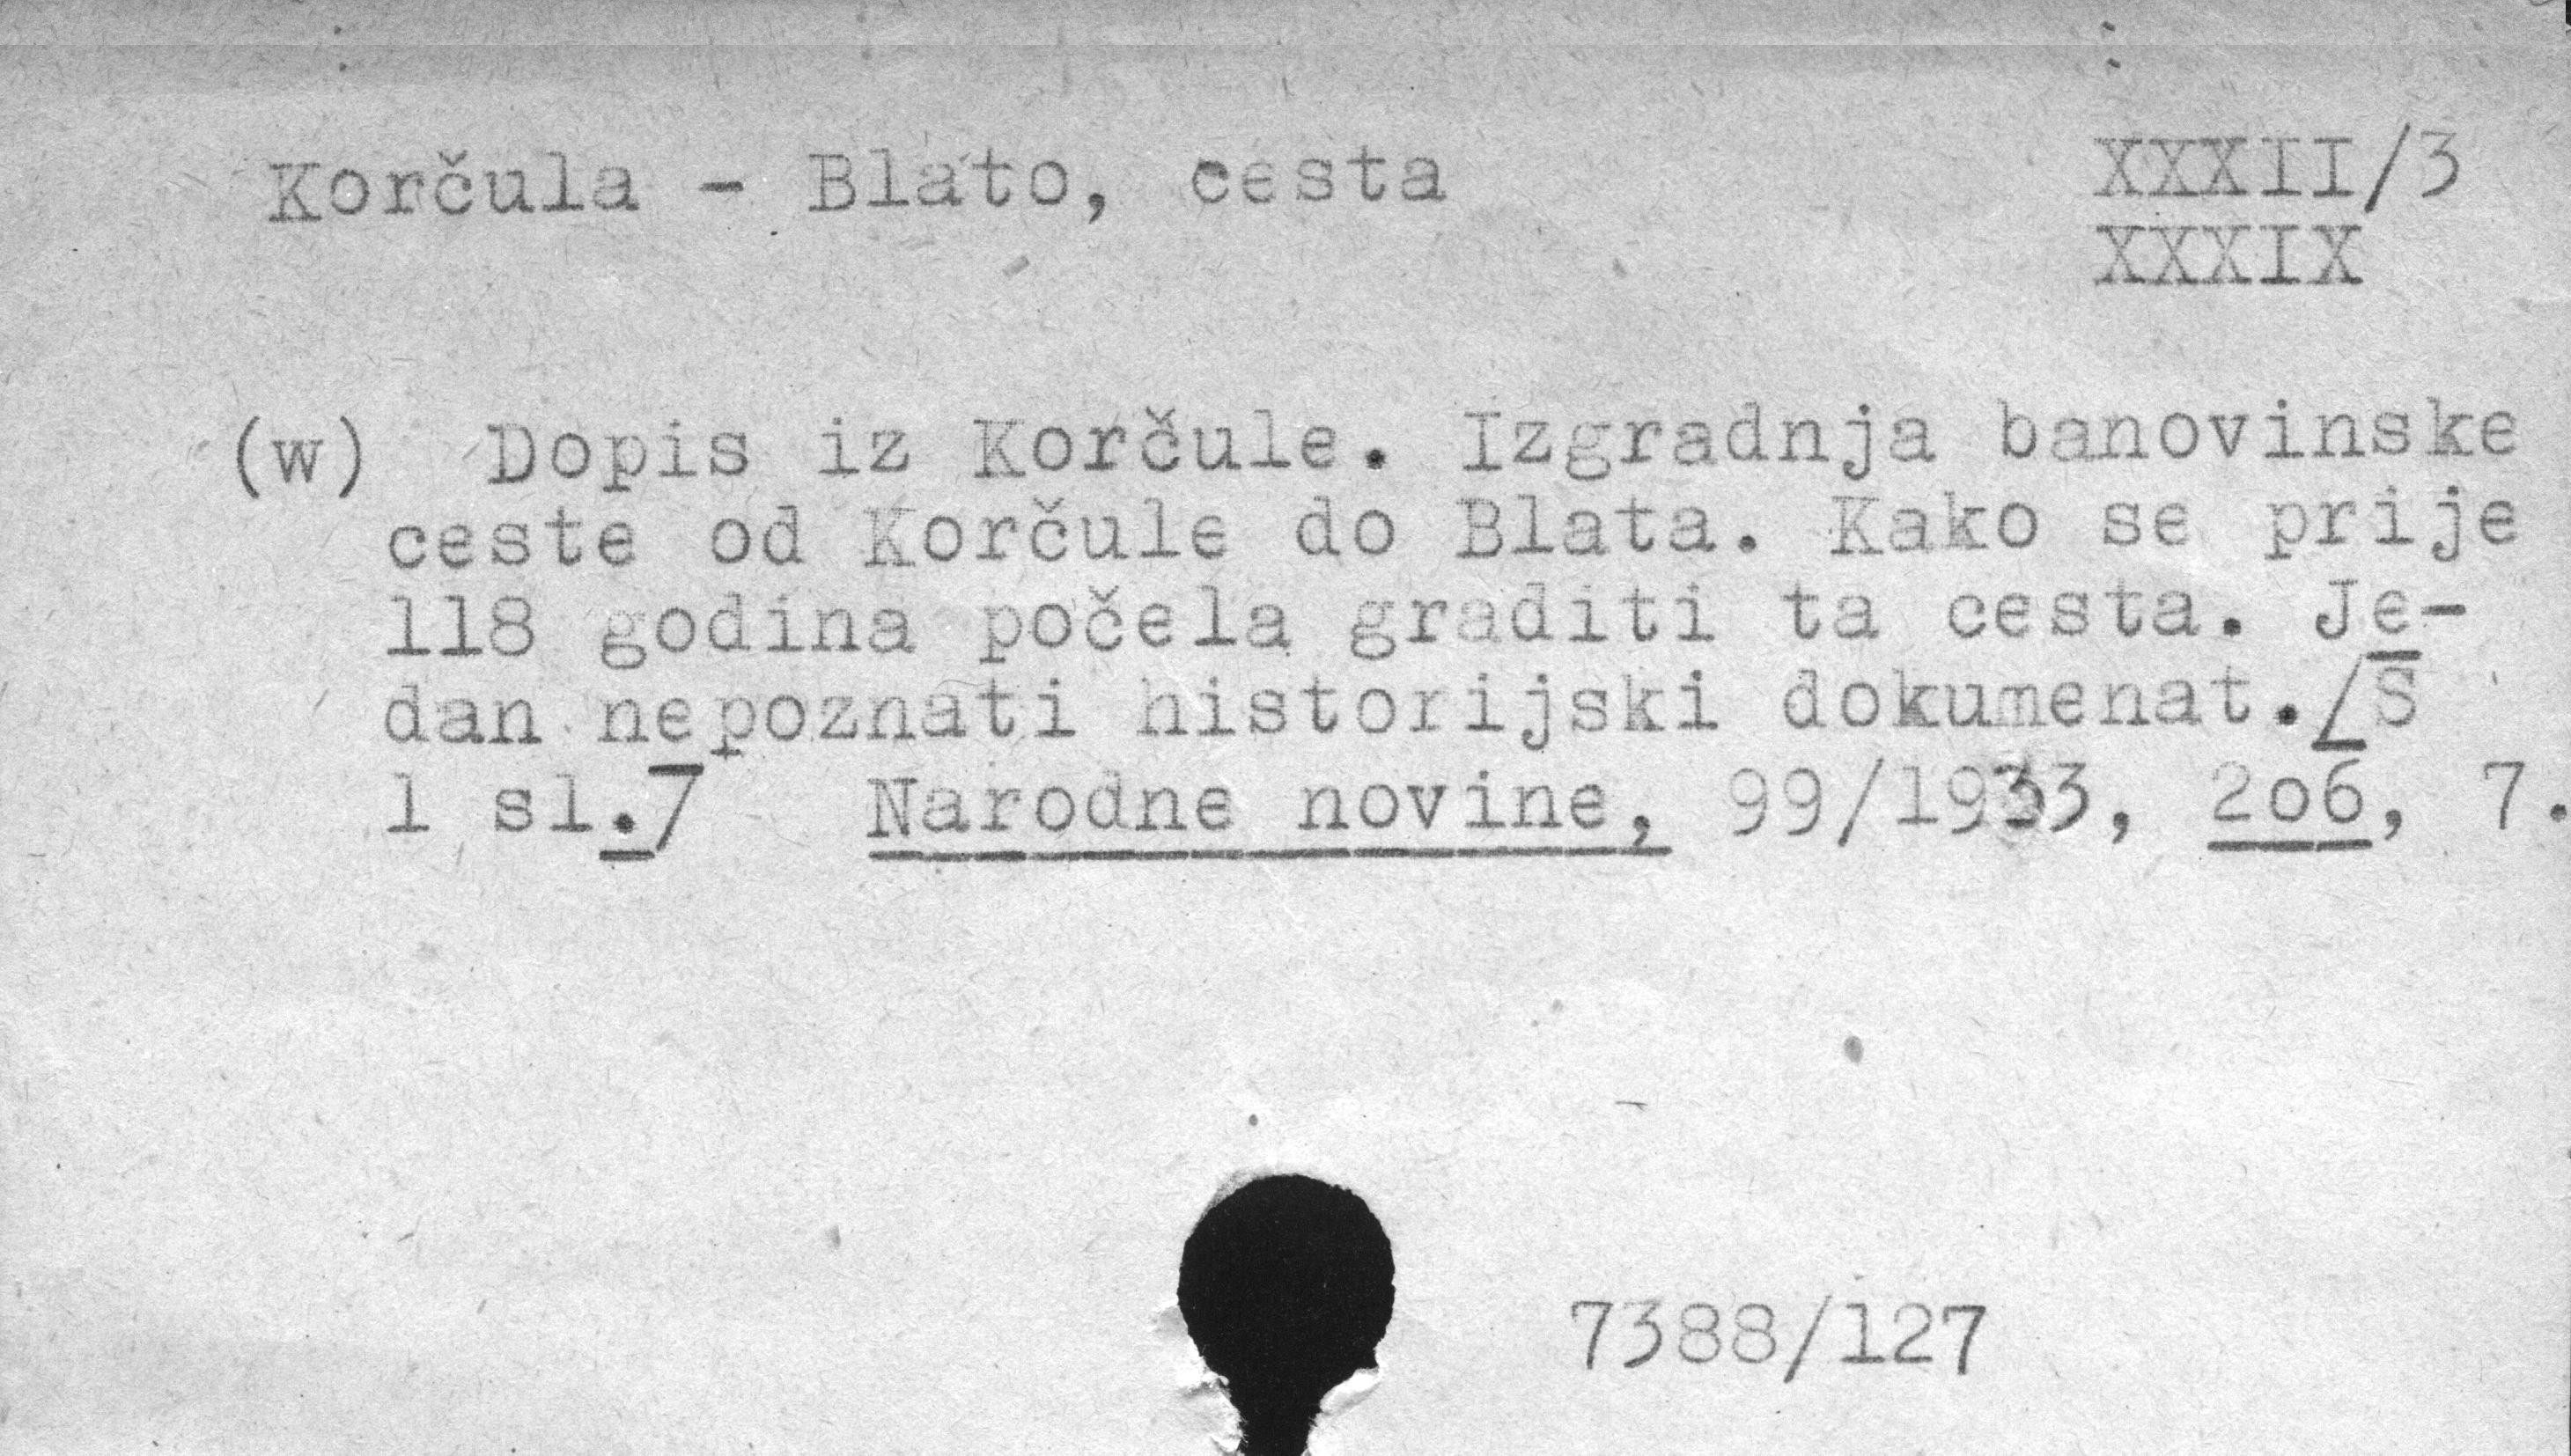 Korčula - Blato, cesta XXXII/3
XXXIX
(w) Dopis iz Korčule. Izgradnja banovinske
ceste od Korčule do Blata. Kako se prije
118 godina počela graditi ta cesta. Je-
dan nepoznati historijski dokumenat. [S
1 sl.] Narodne novine, 99/1933, 2o6, 7.
7388/127